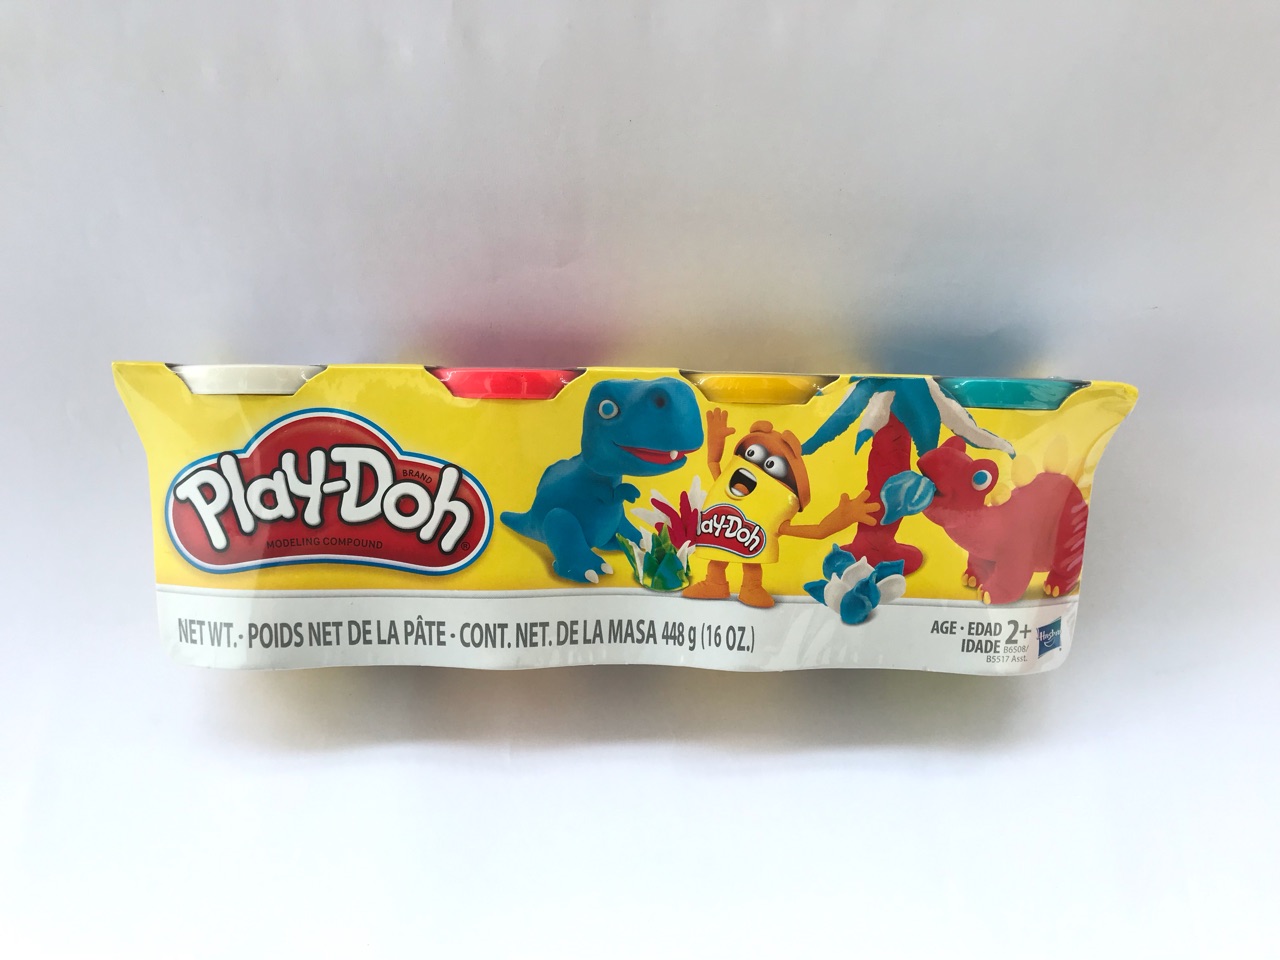 Play-Doh
BRAND
MODELING COMPOUND
®
Play-Doh
NET WT. · POIDS NET DE LA PÂTE · CONT. NET. DE LA MASA 448 g (16 OZ.)
AGE · EDAD 2+
IDADE B6508/
B5517 Asst.
Hasbro